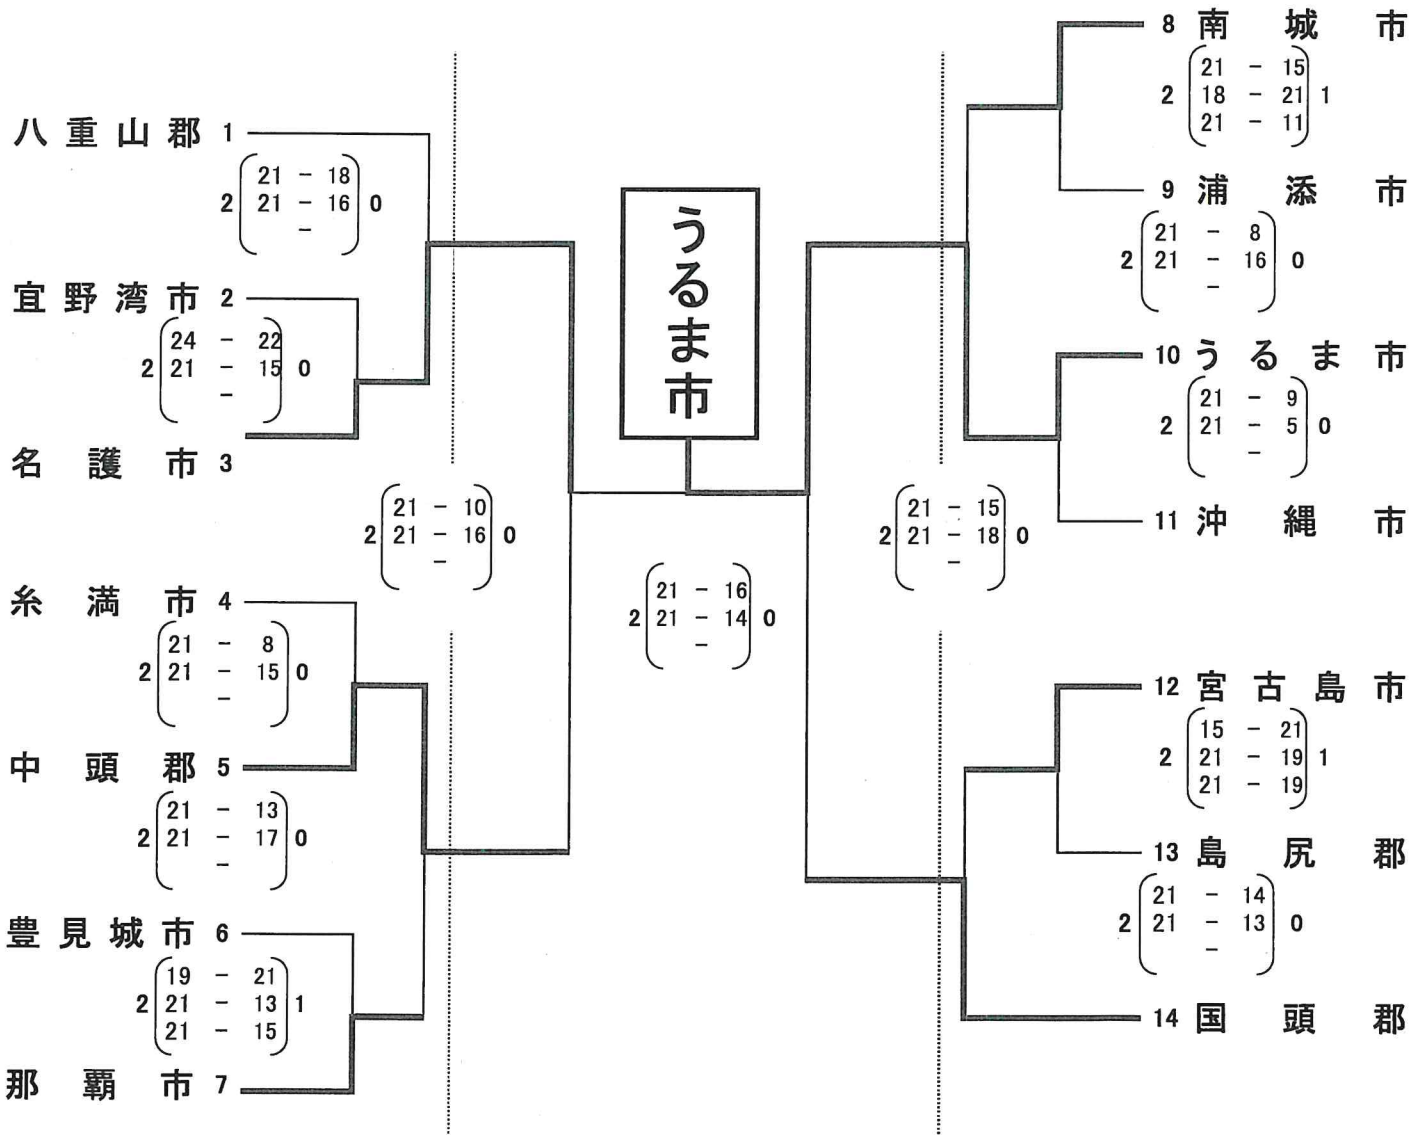 八重山郡 1
21 - 18
2 21 - 16 0
-
宜野湾市 2
24 - 22
2 21 - 15 0
-
名護市 3
21 - 10
2 21 - 16 0
-
糸満市 4
21 - 8
2 21 - 15 0
-
中頭郡 5
21 - 13
2 21 - 17 0
-
豊見城市 6
19 - 21
2 21 - 13 1
21 - 15
那覇市 7
うるま市
21 - 16
2 21 - 14 0
-
8 南城市
21 - 15
2 18 - 21 1
21 - 11
9 浦添市
21 - 8
2 21 - 16 0
-
10 うるま市
21 - 9
2 21 - 5 0
-
11 沖縄市
21 - 15
2 21 - 18 0
-
12 宮古島市
15 - 21
2 21 - 19 1
21 - 19
13 島尻郡
21 - 14
2 21 - 13 0
-
14 国頭郡